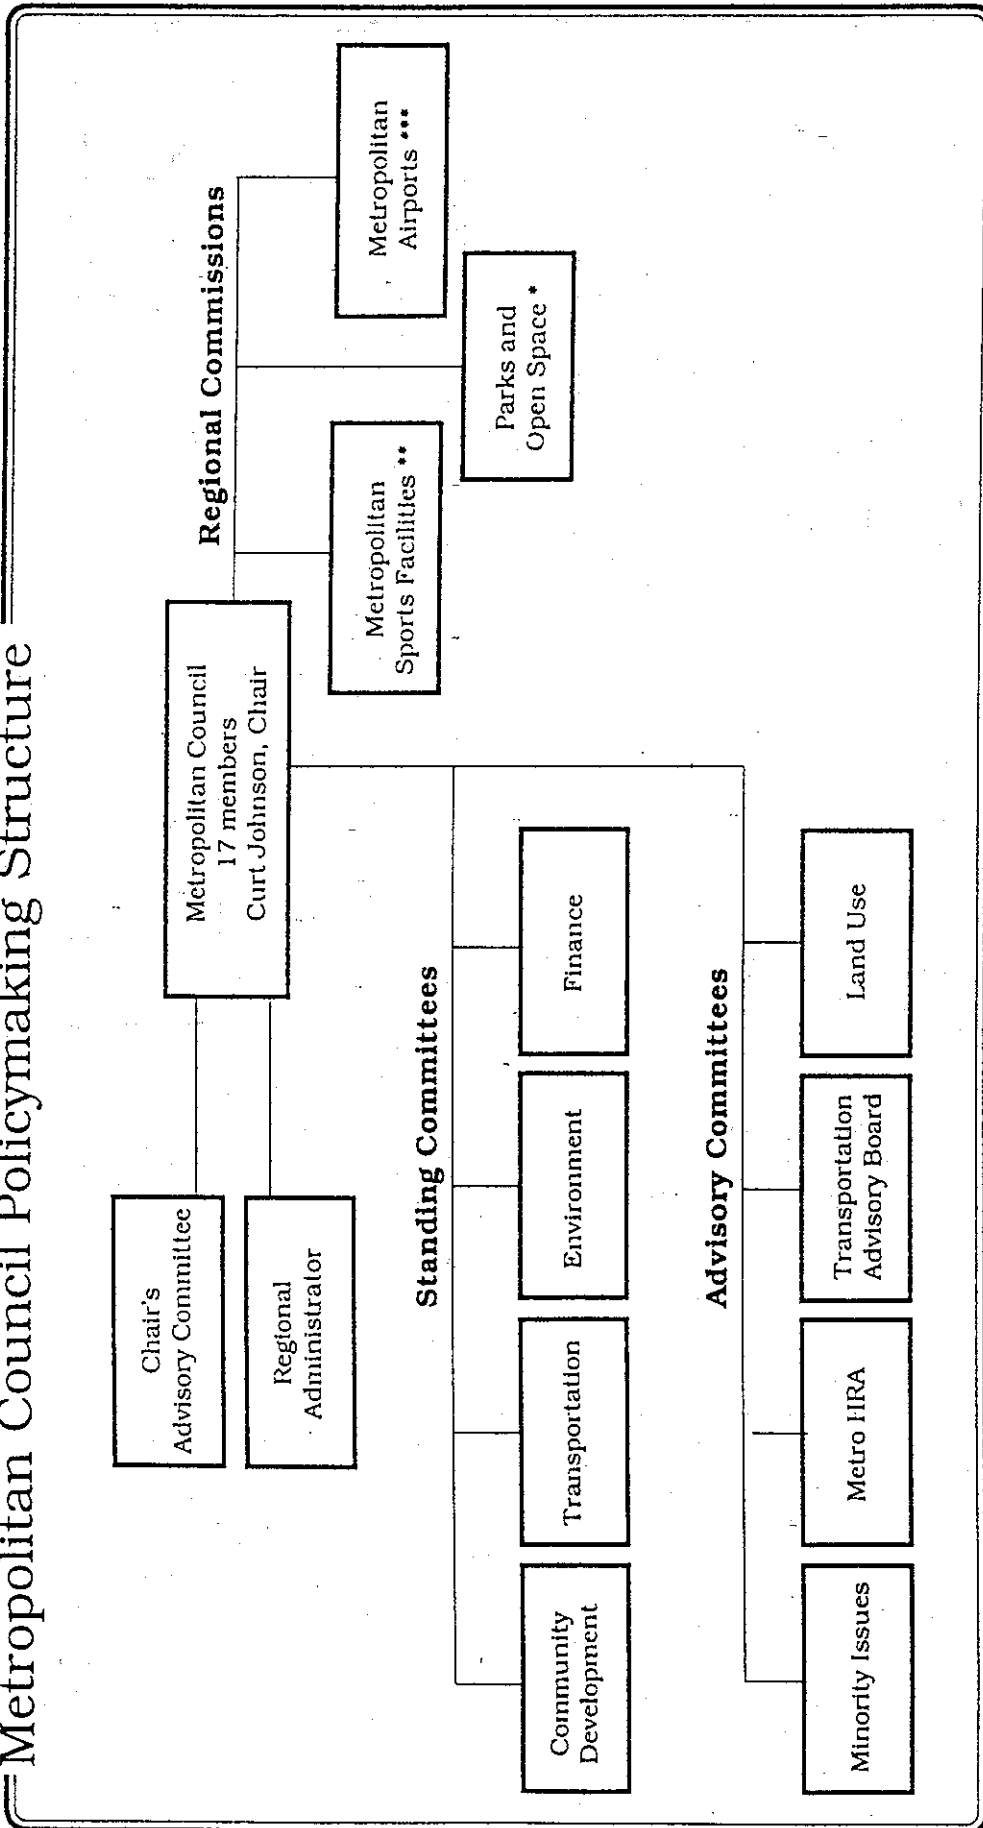 Metropolitan Council Policymaking Structure
Chair's
Advisory Committee
Regional
Administrator
Metropolitan Council
17 members
Curt Johnson, Chair
Regional Commissions
Metropolitan
Sports Facilities **
Parks and
Open Space *
Metropolitan
Airports ***
Standing Committees
Community
Development
Transportation
Environment
Finance
Advisory Committees
Minority Issues
Metro HRA
Transportation
Advisory Board
Land Use